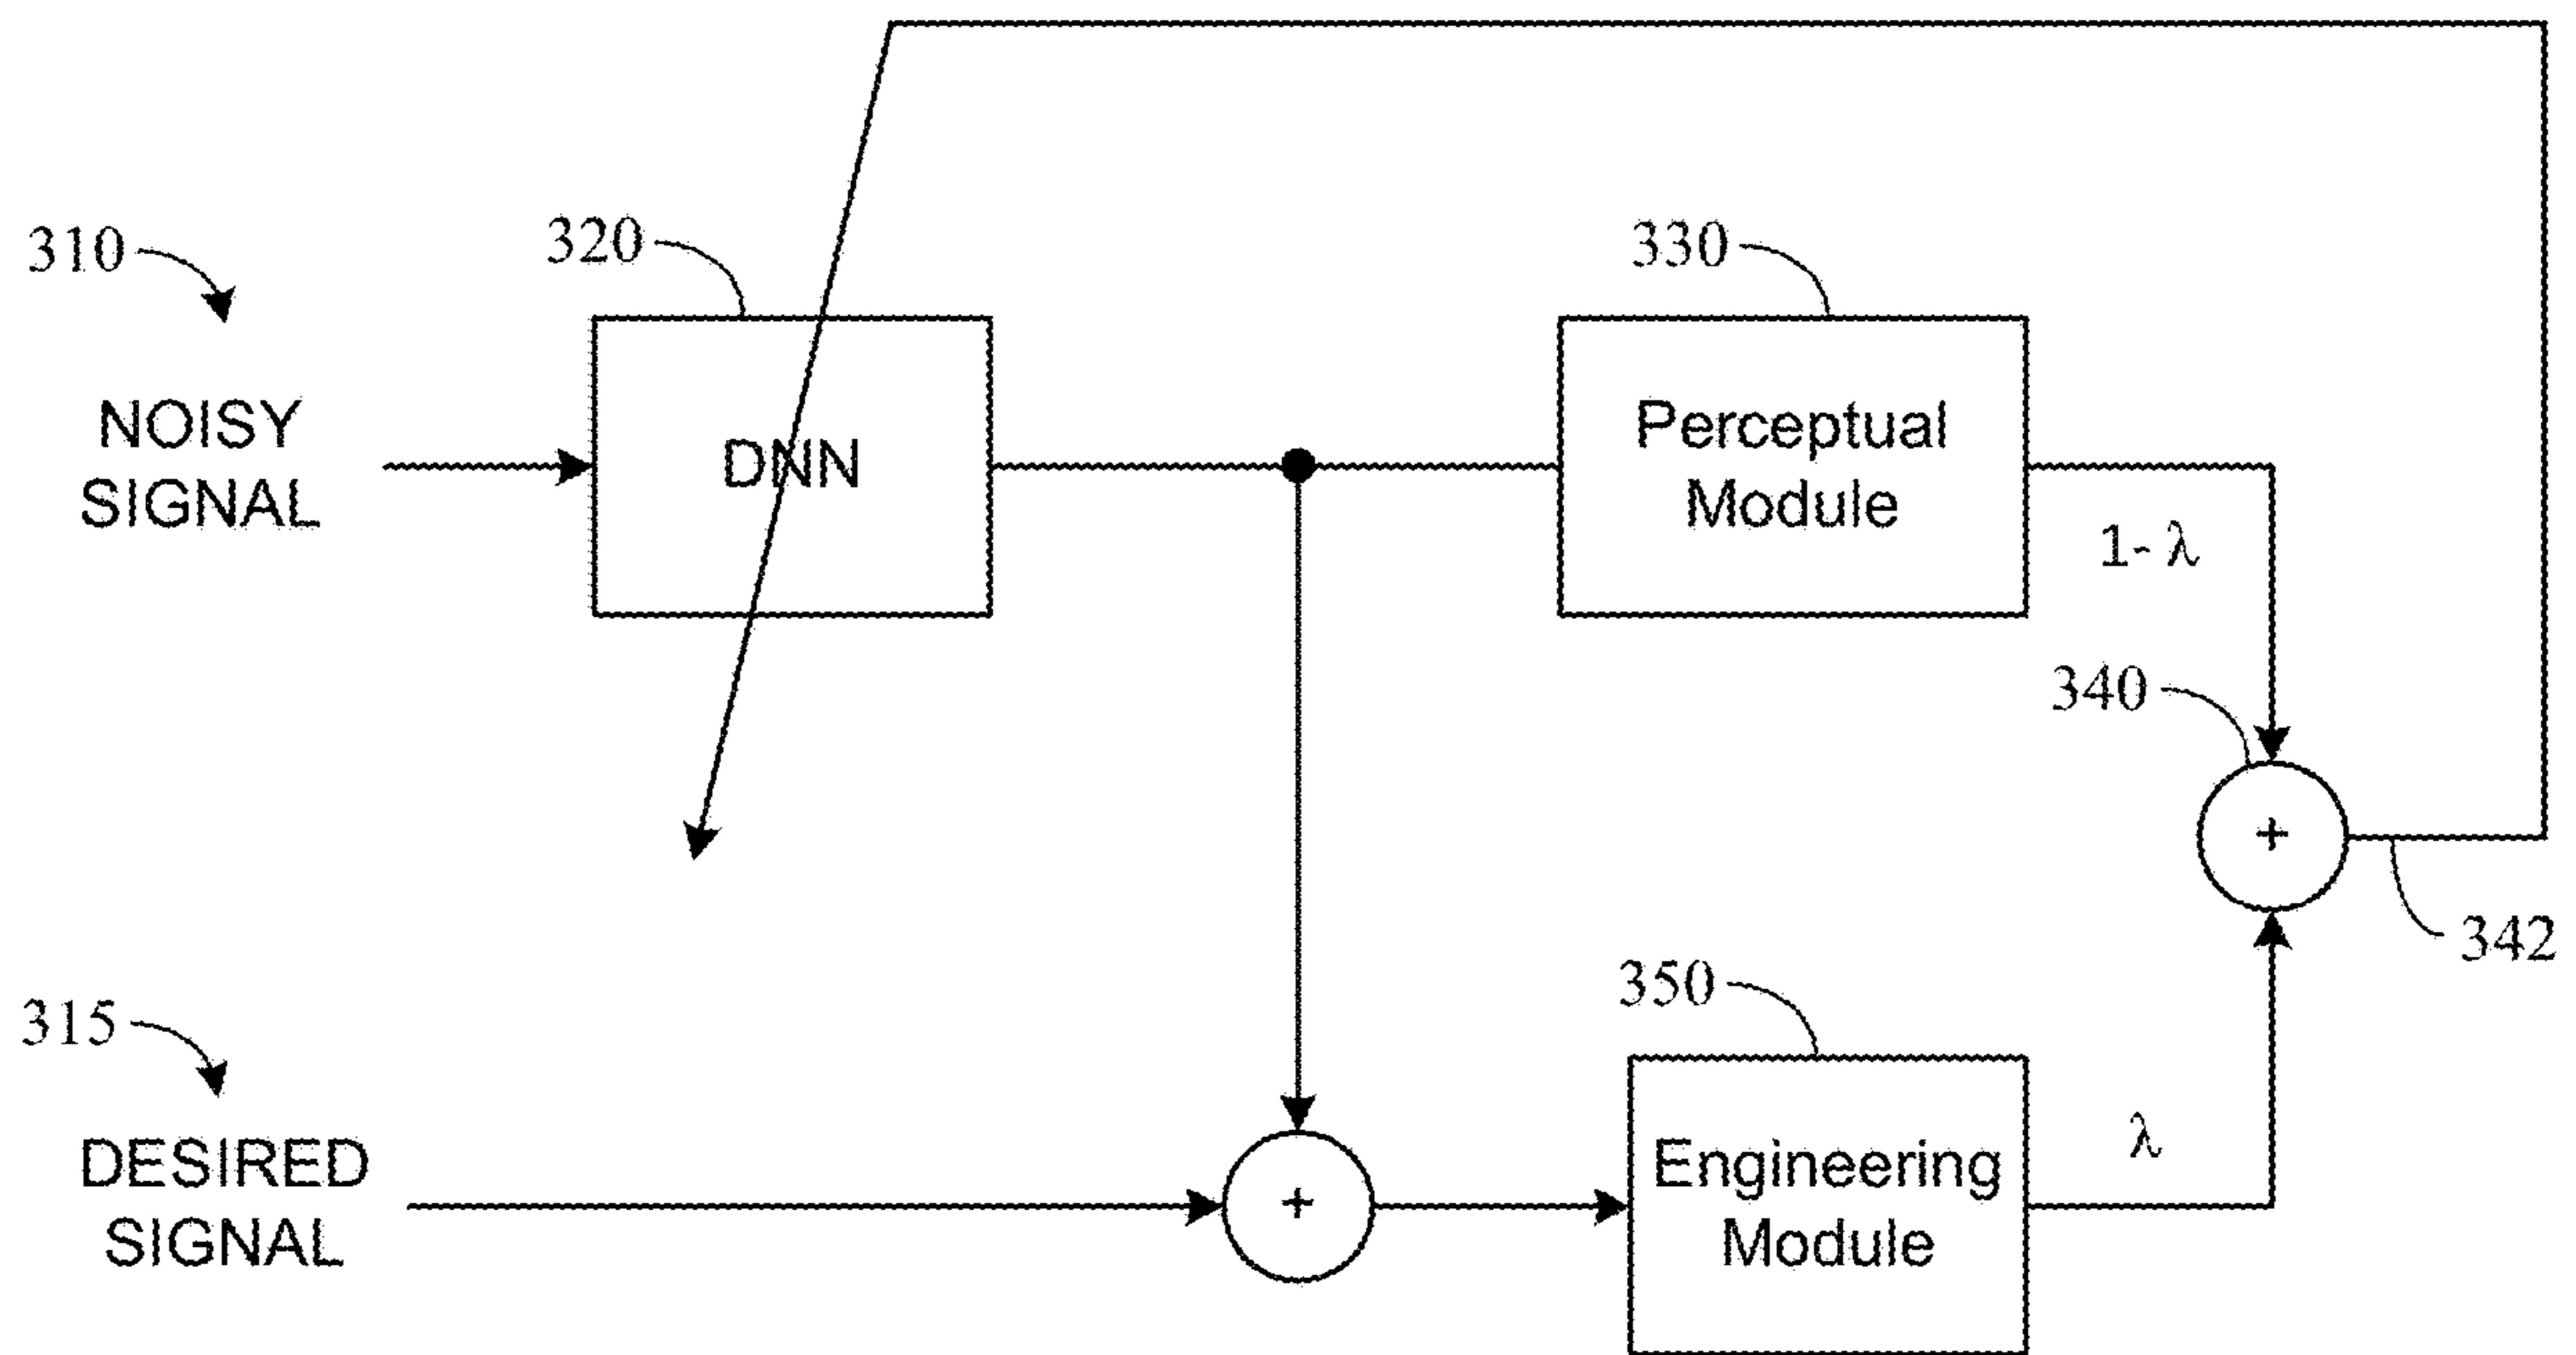 310
320
330
NOISY
SIGNAL
DNN
Perceptual
Module
1- λ
340
+
342
350
315
DESIRED
SIGNAL
+
Engineering
Module
λ